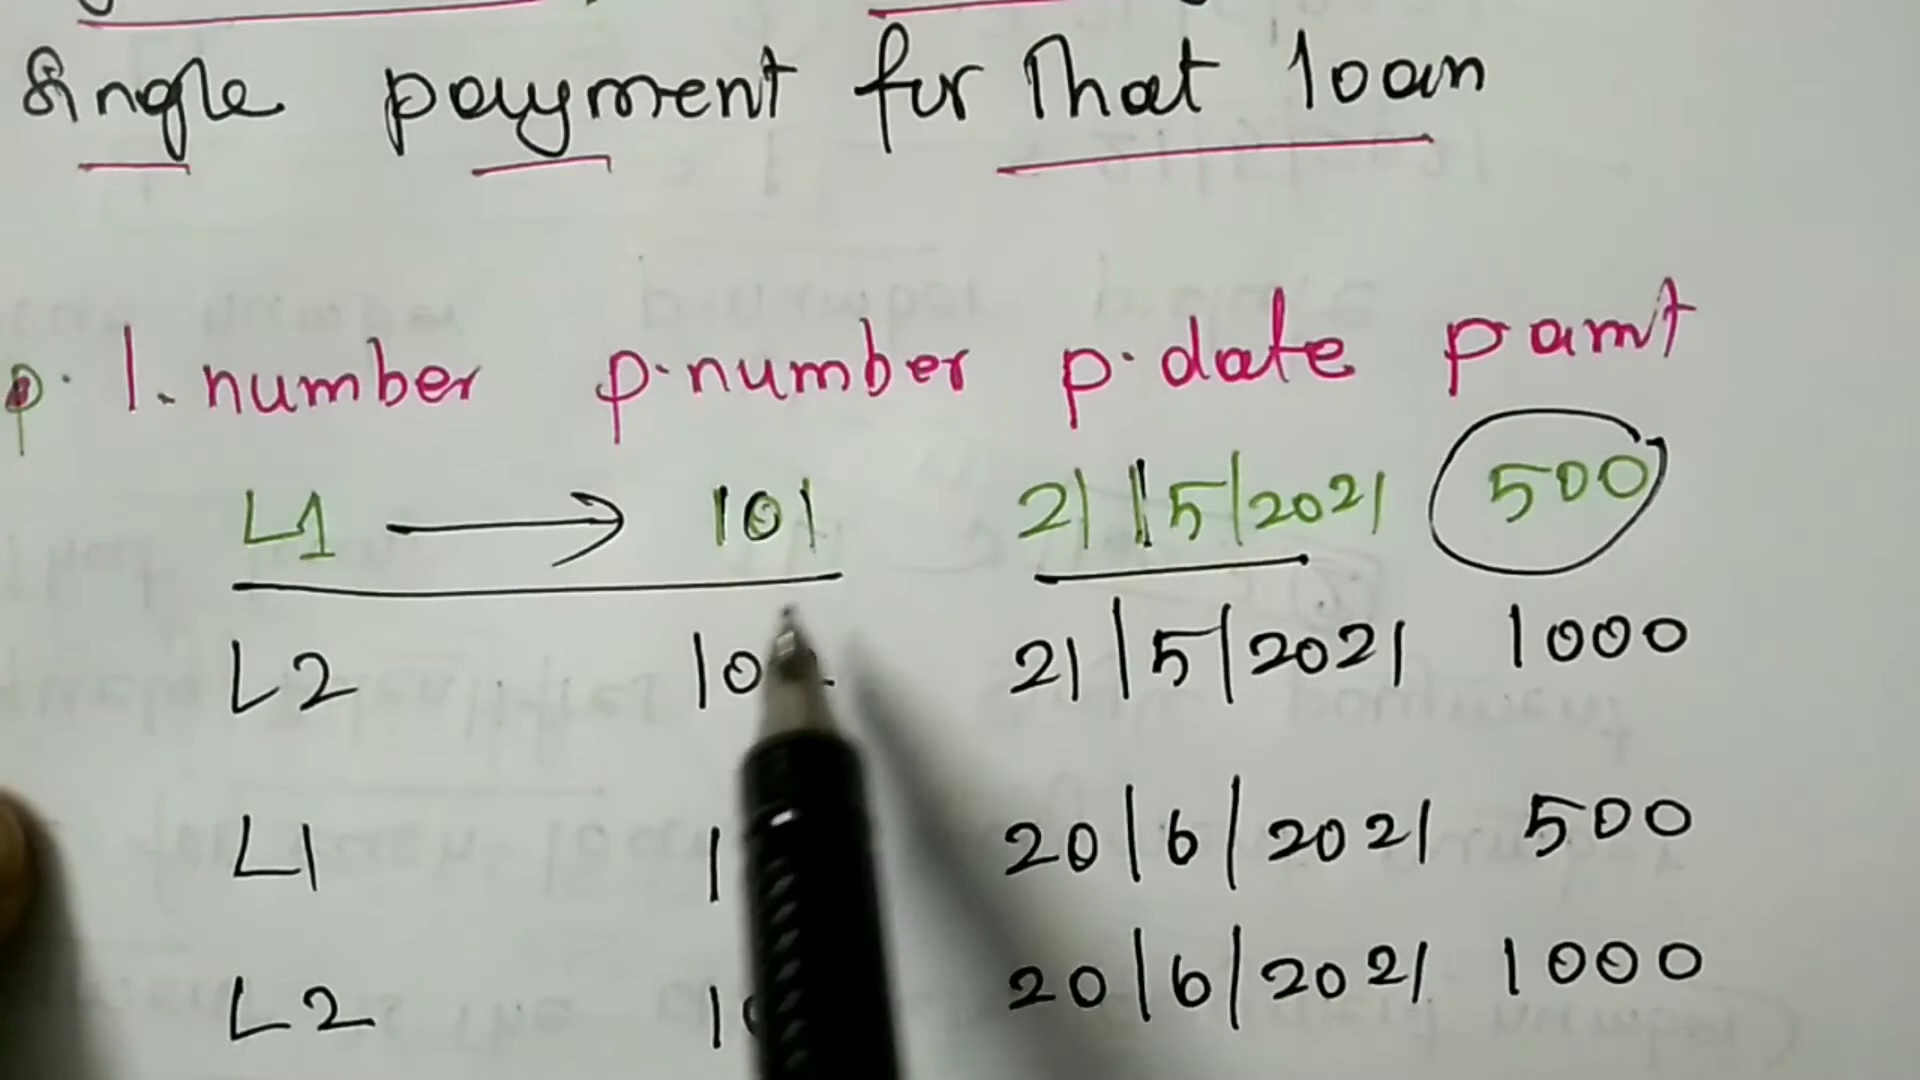 Single payment for that loan
p. l. number p.number p.date pamt
L1 → 101 21/5/2021 500
L2 21/5/2021 1000
L1 20/6/2021 500
L2 20/6/2021 1000